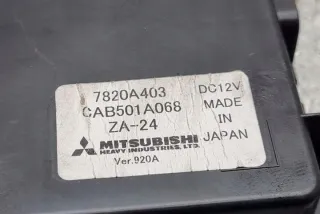 7820A403
CAB501A068
ZA-24
DC12V
MADE
IN
JAPAN
MITSUBISHI
HEAVY INDUSTRIES, LTD.
Ver.920A